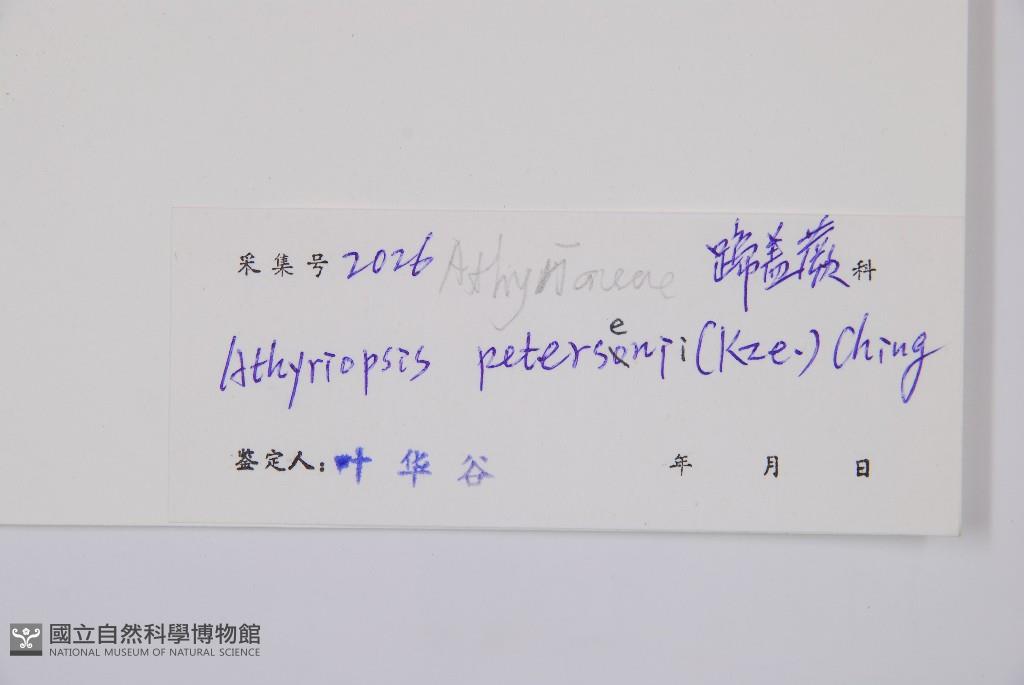 采集号 2026 Athyriaceae 蹄盖蕨科
Athyriopsis petersenii (Kze.) Ching
鉴定人: 叶华谷 年 月 日
國立自然科學博物館
NATIONAL MUSEUM OF NATURAL SCIENCE